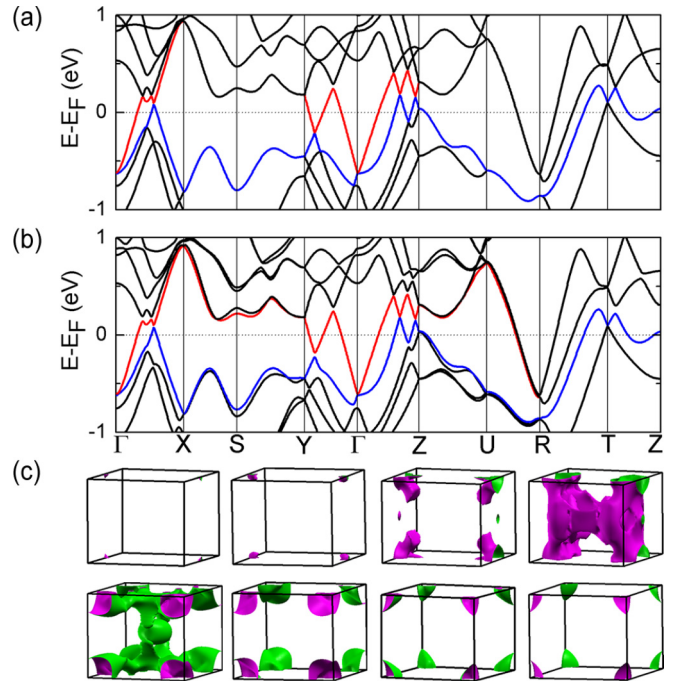 (a)
1
E-E_F (eV)
0
-1
(b)
1
E-E_F (eV)
0
-1
Γ X S Y Γ Z U R T Z
(c)